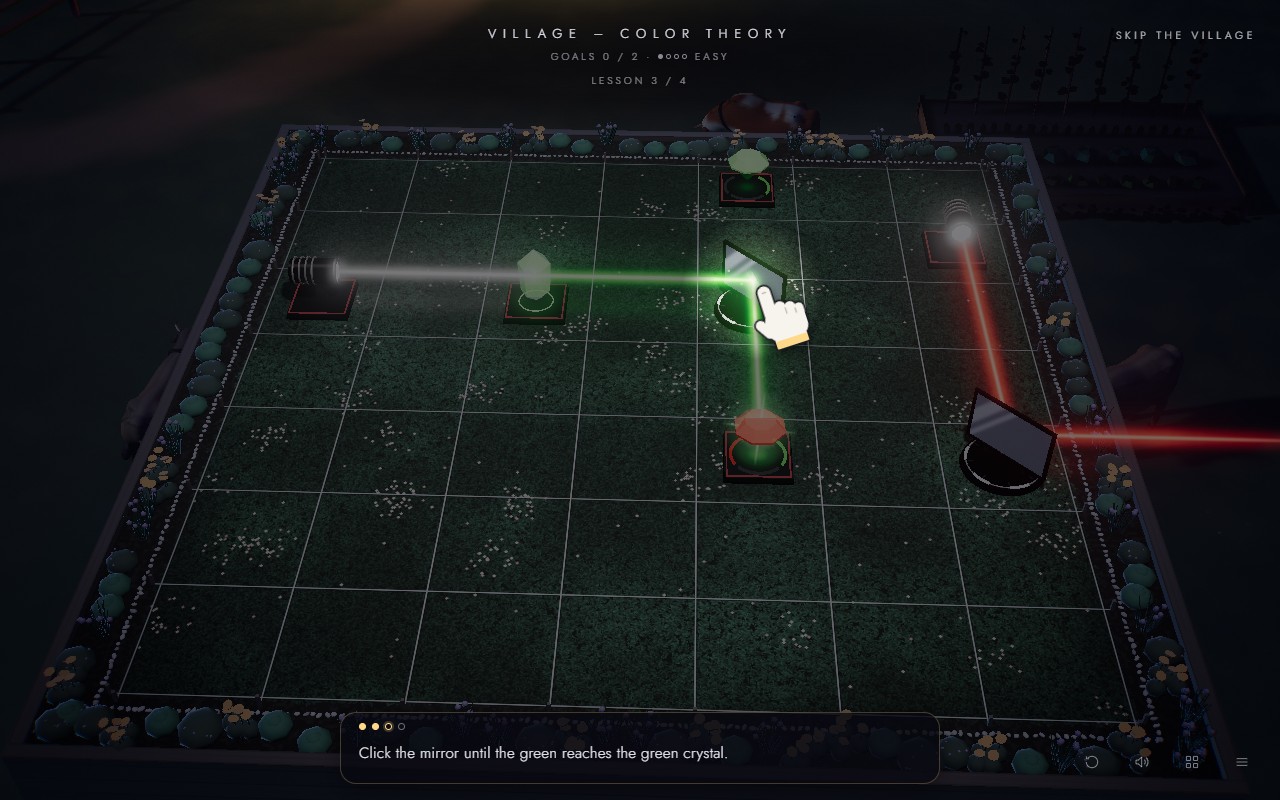 VILLAGE — COLOR THEORY
SKIP THE VILLAGE
GOALS 0 / 2 · ●○○○ EASY
LESSON 3 / 4
Click the mirror until the green reaches the green crystal.